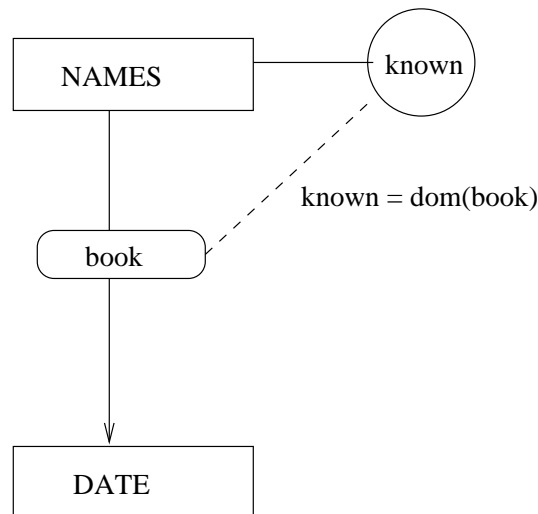 NAMES
known
known = dom(book)
book
DATE